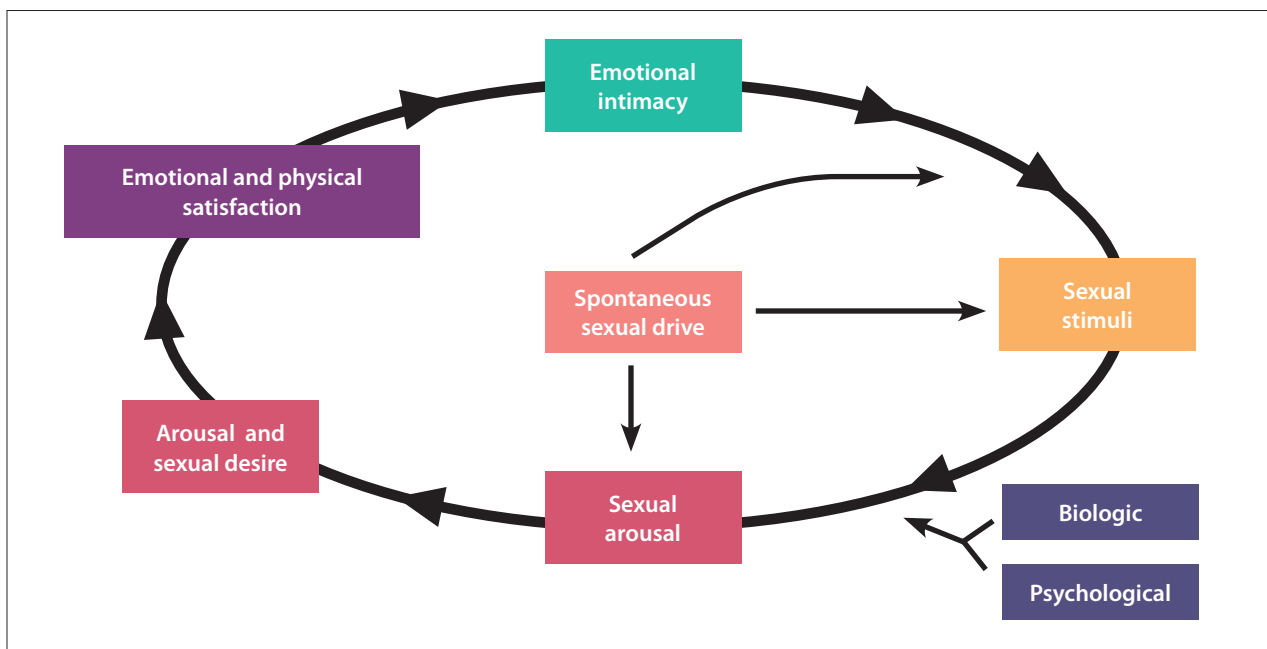 Emotional
intimacy
Emotional and physical
satisfaction
Spontaneous
sexual drive
Sexual
stimuli
Arousal and
sexual desire
Sexual
arousal
Biologic
Psychological